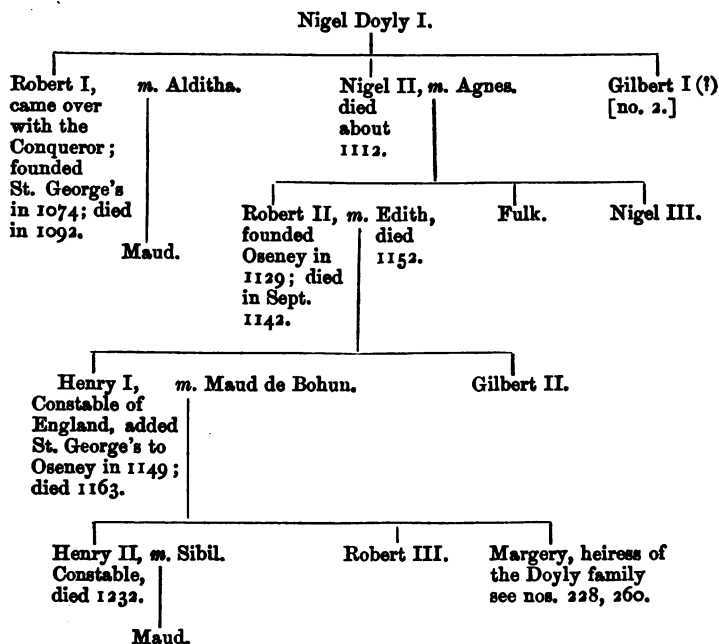 Nigel Doyly I.
Robert I,
came over
with the
Conqueror;
founded
St. George's
in 1074; died
in 1092.
m. Alditha.
Maud.
Nigel II, m. Agnes.
died
about
1112.
Gilbert I (?)
[no. 2.]
Robert II, m. Edith,
founded
Oseney in
1129; died
in Sept.
1142.
died
1152.
Fulk.
Nigel III.
Henry I,
Constable of
England, added
St. George's to
Oseney in 1149;
died 1163.
m. Maud de Bohun.
Gilbert II.
Henry II, m. Sibil.
Constable,
died 1232.
Maud.
Robert III.
Margery, heiress of
the Doyly family
see nos. 228, 260.